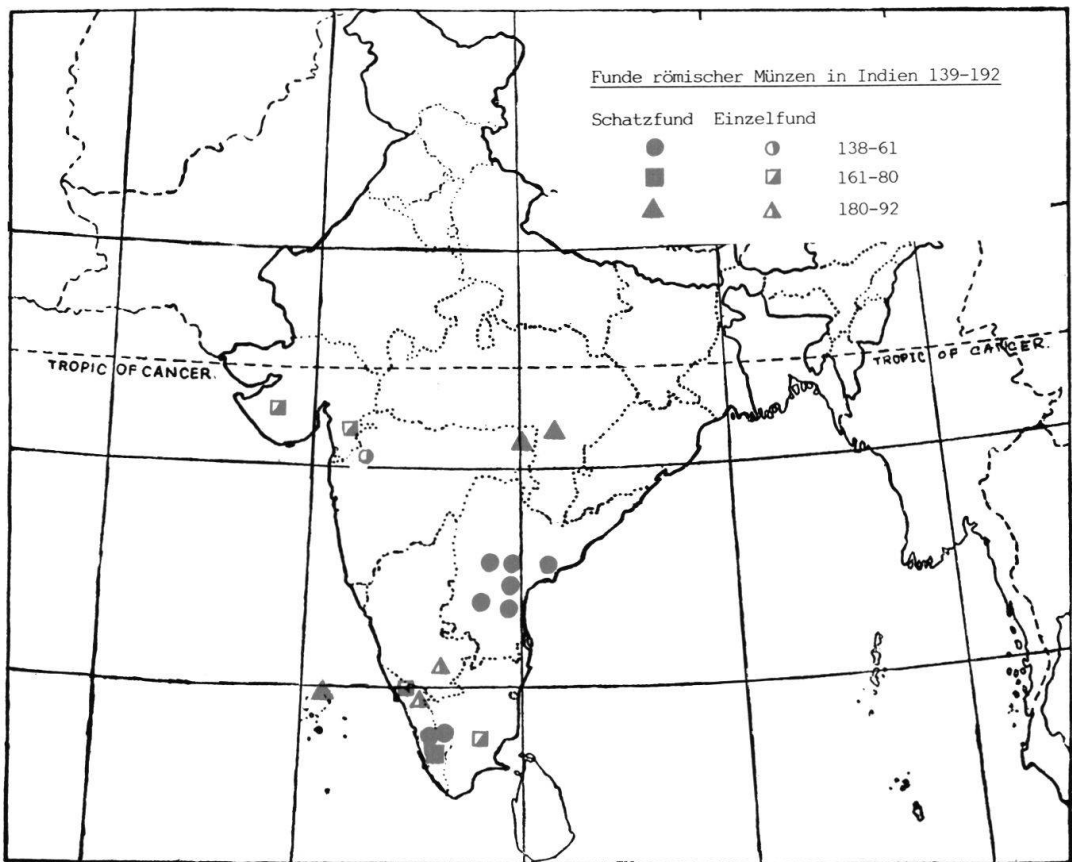 Funde römischer Münzen in Indien 139-192
Schatzfund Einzelfund
138-61
161-80
180-92
TROPIC OF CANCER.
TROPIC OF CANCER.